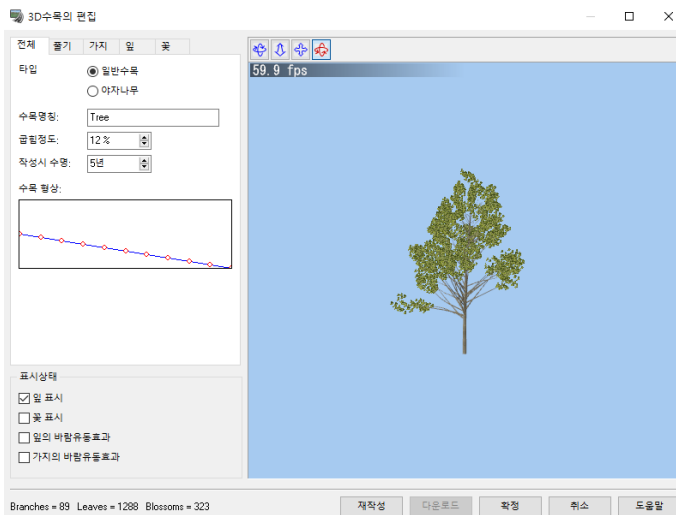 3D수목의 편집
전체 풀기 가지 잎 꽃
타입
일반수목
야자나무
수목명칭: Tree
굽힘정도: 12 %
작성시 수명: 5년
수목 형상:
표시상태
잎 표시
꽃 표시
잎의 바람유동효과
가지의 바람유동효과
59.9 fps
Branches = 89 Leaves = 1288 Blossoms = 323
재작성 다운로드 확정 취소 도움말